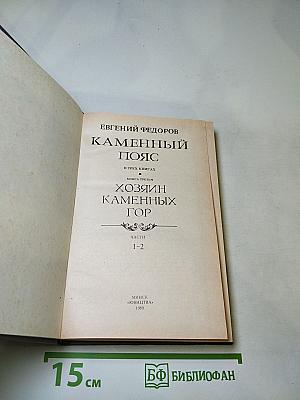 ЕВГЕНИЙ ФЕДОРОВ
КАМЕННЫЙ
ПОЯС
В ТРЕХ КНИГАХ
КНИГА ТРЕТЬЯ
ХОЗЯИН
КАМЕННЫХ
ГОР
ЧАСТИ
1–2
МИНСК
«ЮНАЦТВА»
1989
15 см
БФ БИБЛИОФАН